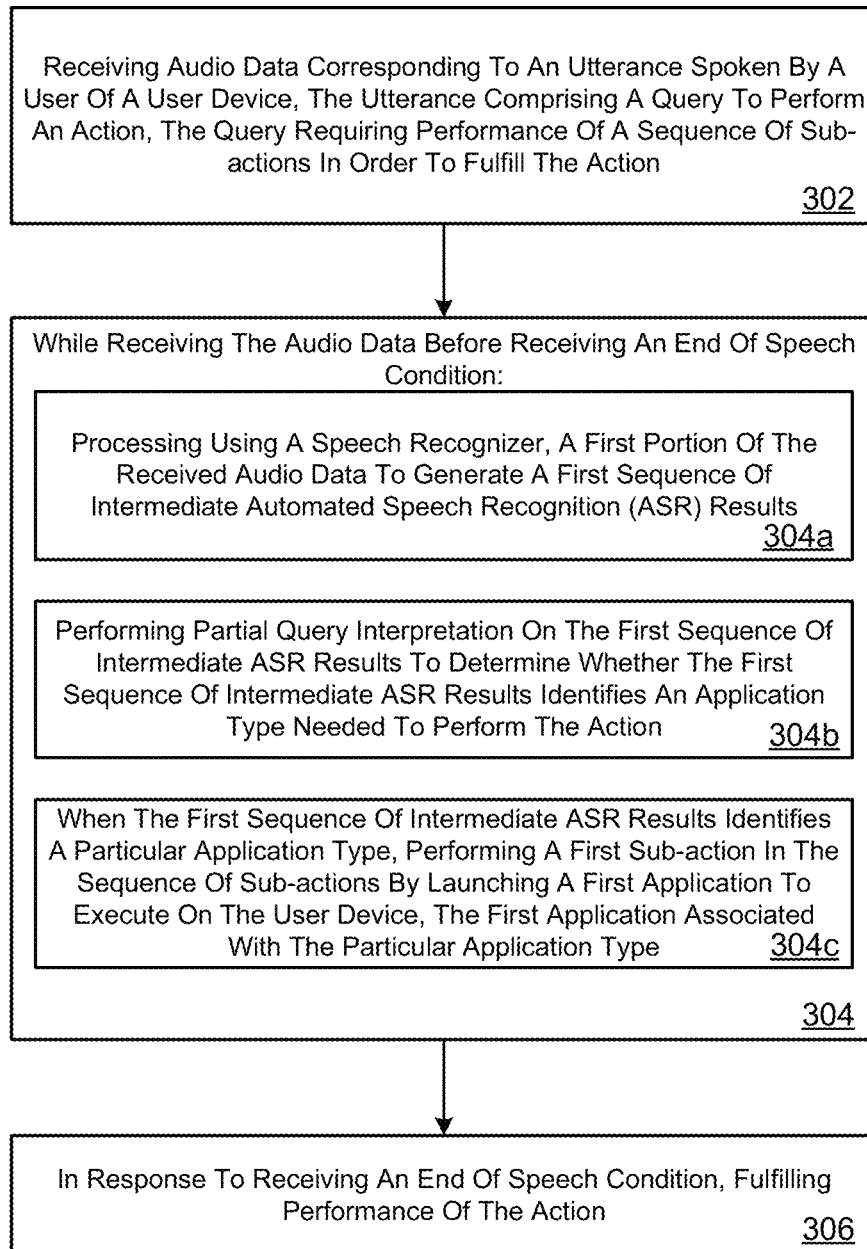 Receiving Audio Data Corresponding To An Utterance Spoken By A
User Of A User Device, The Utterance Comprising A Query To Perform
An Action, The Query Requiring Performance Of A Sequence Of Sub-
actions In Order To Fulfill The Action
302
While Receiving The Audio Data Before Receiving An End Of Speech
Condition:
Processing Using A Speech Recognizer, A First Portion Of The
Received Audio Data To Generate A First Sequence Of
Intermediate Automated Speech Recognition (ASR) Results
304a
Performing Partial Query Interpretation On The First Sequence Of
Intermediate ASR Results To Determine Whether The First
Sequence Of Intermediate ASR Results Identifies An Application
Type Needed To Perform The Action
304b
When The First Sequence Of Intermediate ASR Results Identifies
A Particular Application Type, Performing A First Sub-action In The
Sequence Of Sub-actions By Launching A First Application To
Execute On The User Device, The First Application Associated
With The Particular Application Type
304c
304
In Response To Receiving An End Of Speech Condition, Fulfilling
Performance Of The Action
306